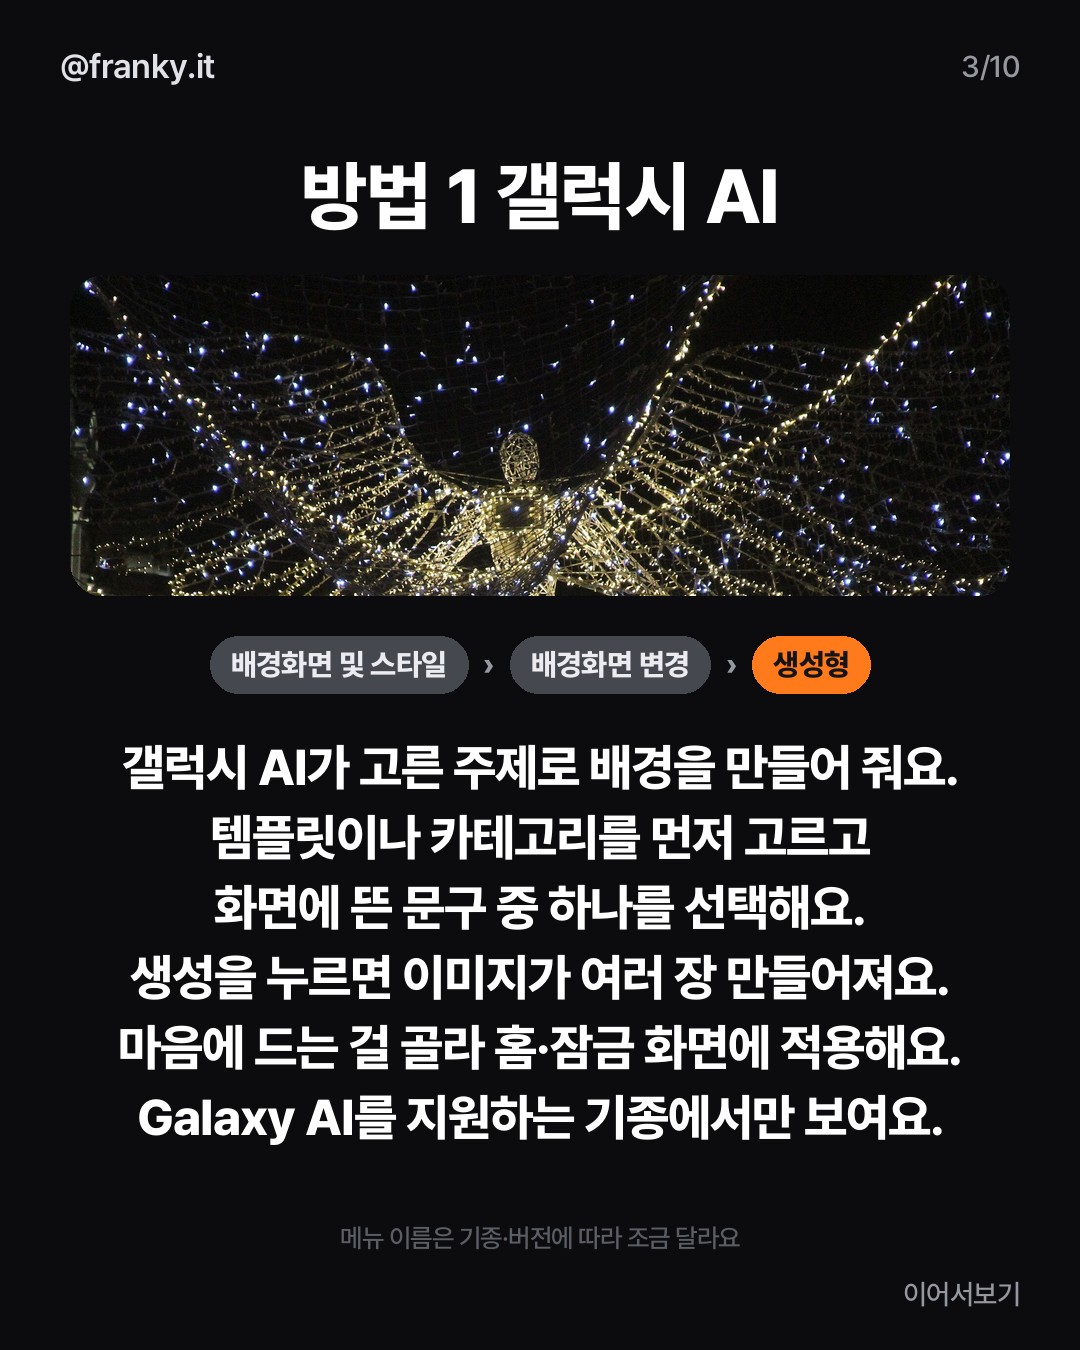 @franky.it
3/10
방법 1 갤럭시 AI
배경화면 및 스타일 › 배경화면 변경 › 생성형
갤럭시 AI가 고른 주제로 배경을 만들어 줘요.
템플릿이나 카테고리를 먼저 고르고
화면에 뜬 문구 중 하나를 선택해요.
생성을 누르면 이미지가 여러 장 만들어져요.
마음에 드는 걸 골라 홈·잠금 화면에 적용해요.
Galaxy AI를 지원하는 기종에서만 보여요.
메뉴 이름은 기종·버전에 따라 조금 달라요
이어서보기